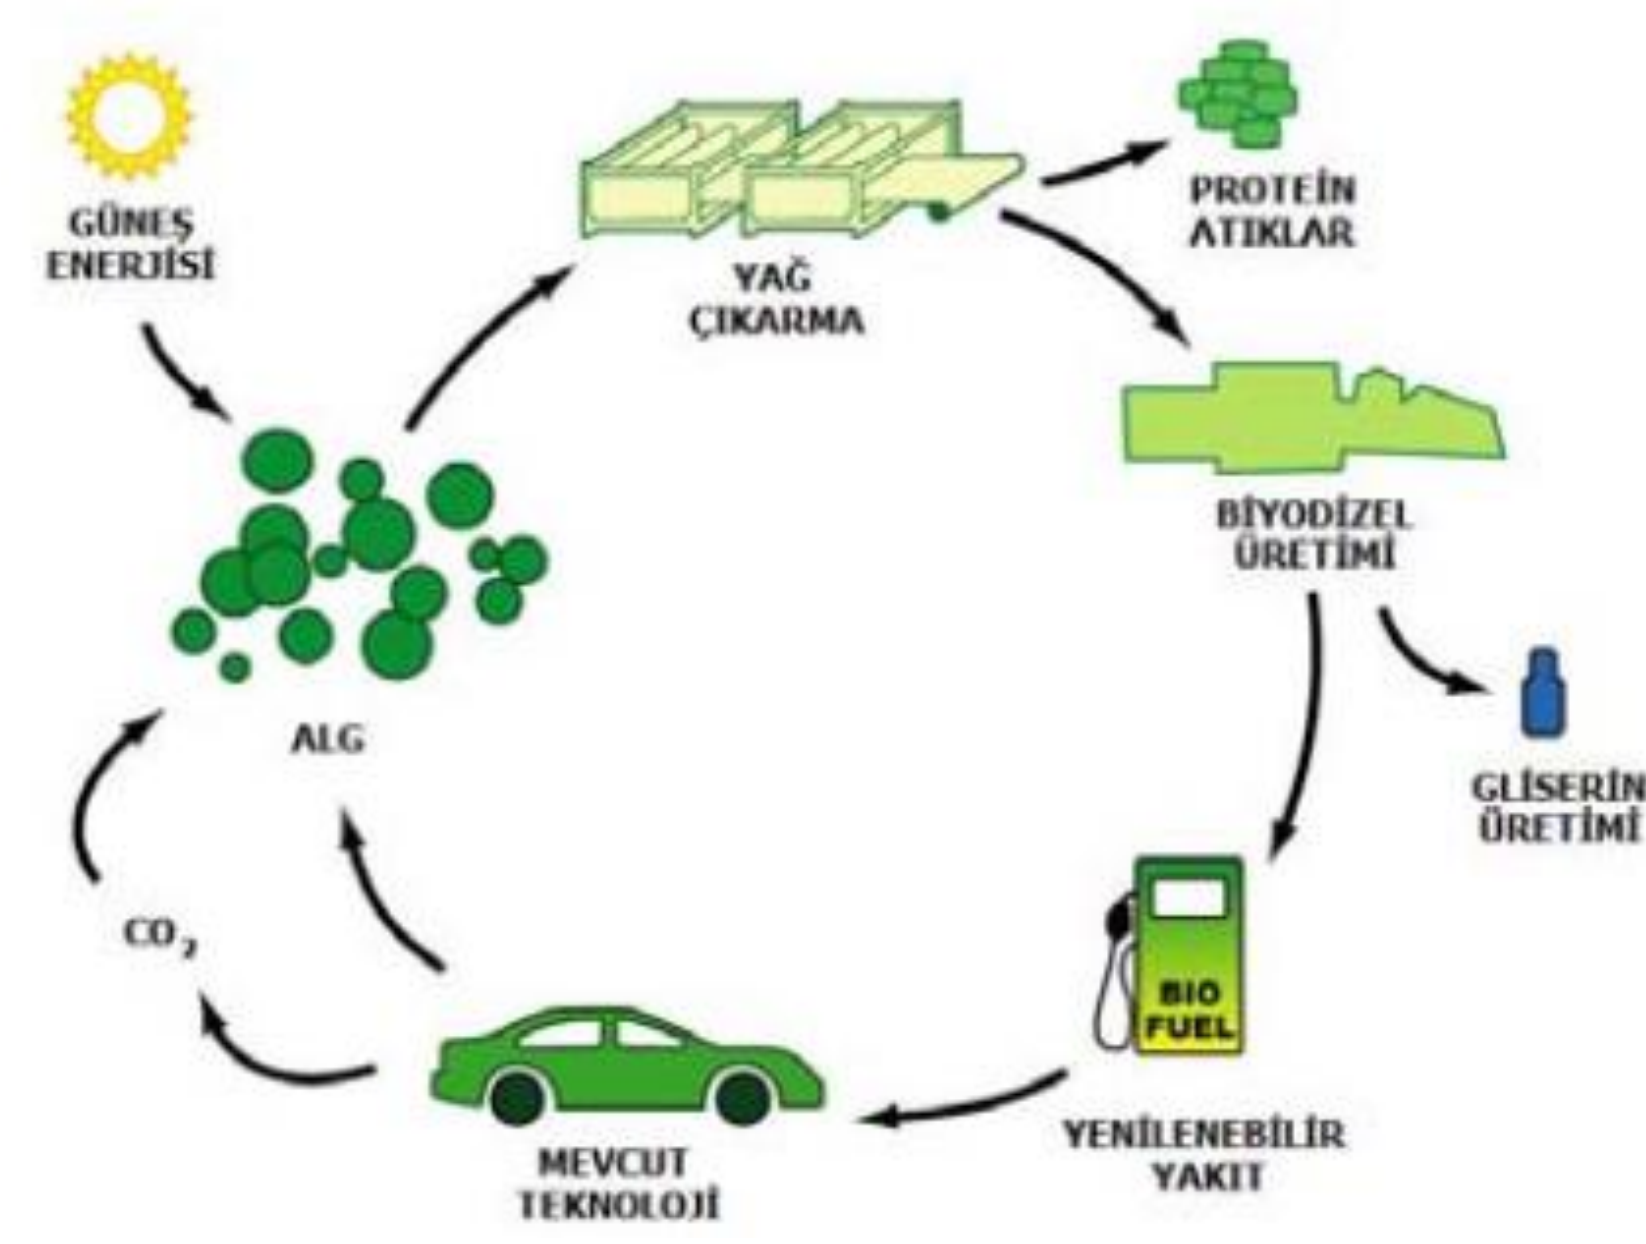 GÜNEŞ
ENERJİSİ
YAĞ
ÇIKARMA
PROTEİN
ATIKLAR
BİYODİZEL
ÜRETİMİ
GLİSERİN
ÜRETİMİ
BIO
FUEL
YENİLENEBİLİR
YAKIT
MEVCUT
TEKNOLOJİ
CO₂
ALG